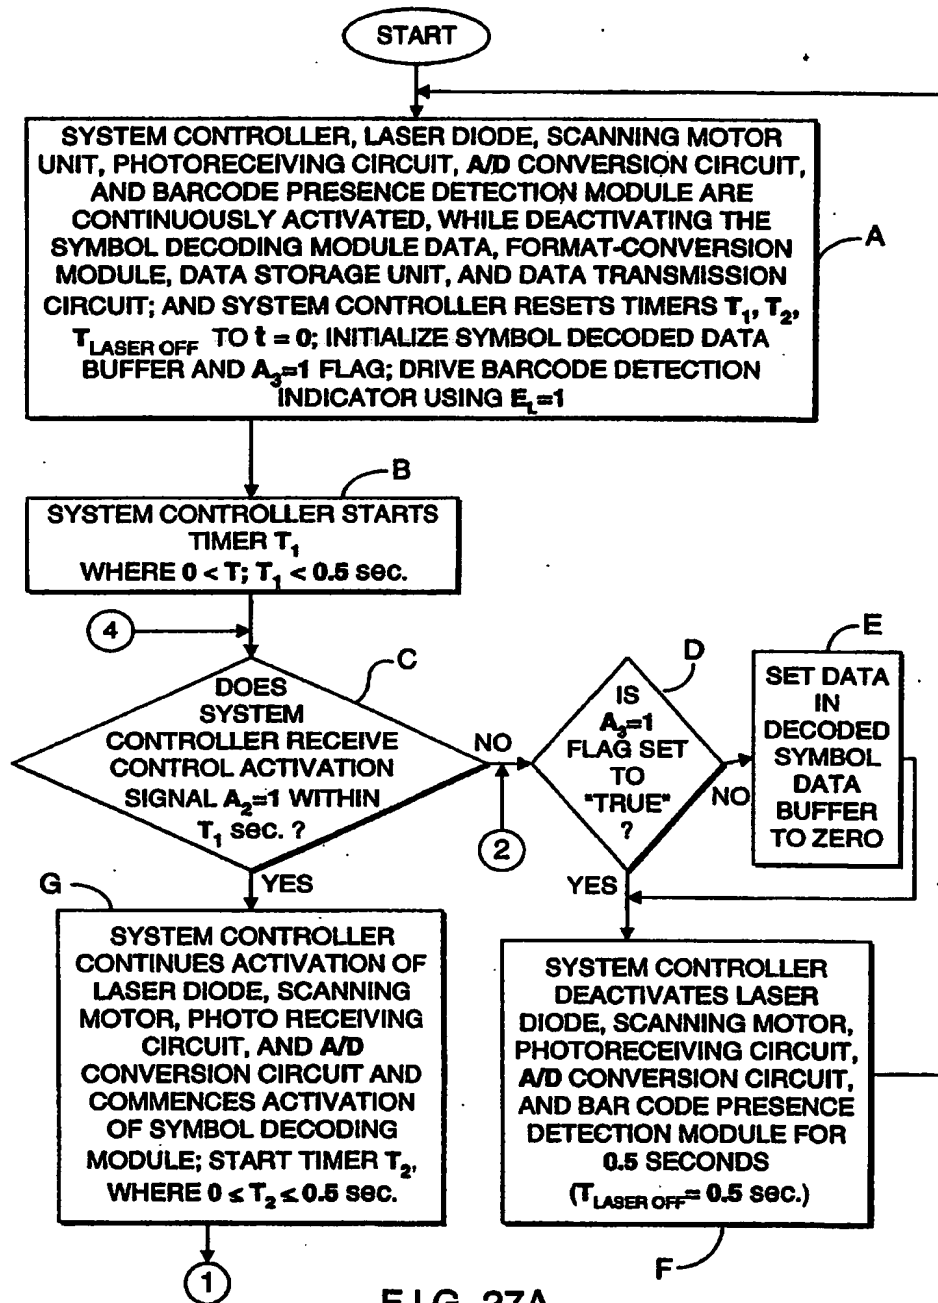 START
SYSTEM CONTROLLER, LASER DIODE, SCANNING MOTOR
UNIT, PHOTORECEIVING CIRCUIT, A/D CONVERSION CIRCUIT,
AND BARCODE PRESENCE DETECTION MODULE ARE
CONTINUOUSLY ACTIVATED, WHILE DEACTIVATING THE
SYMBOL DECODING MODULE DATA, FORMAT-CONVERSION
MODULE, DATA STORAGE UNIT, AND DATA TRANSMISSION
CIRCUIT; AND SYSTEM CONTROLLER RESETS TIMERS T₁, T₂,
T LASER OFF TO t = 0; INITIALIZE SYMBOL DECODED DATA
BUFFER AND A₃=1 FLAG; DRIVE BARCODE DETECTION
INDICATOR USING E_L=1
A
B
SYSTEM CONTROLLER STARTS
TIMER T₁
WHERE 0 < T; T₁ < 0.5 sec.
4
C
DOES
SYSTEM
CONTROLLER RECEIVE
CONTROL ACTIVATION
SIGNAL A₂=1 WITHIN
T₁ sec. ?
NO
2
D
IS
A₃=1
FLAG SET
TO
"TRUE"
?
NO
E
SET DATA
IN
DECODED
SYMBOL
DATA
BUFFER
TO ZERO
YES
YES
G
SYSTEM CONTROLLER
CONTINUES ACTIVATION OF
LASER DIODE, SCANNING
MOTOR, PHOTO RECEIVING
CIRCUIT, AND A/D
CONVERSION CIRCUIT AND
COMMENCES ACTIVATION
OF SYMBOL DECODING
MODULE; START TIMER T₂,
WHERE 0 ≤ T₂ ≤ 0.5 sec.
1
SYSTEM CONTROLLER
DEACTIVATES LASER
DIODE, SCANNING MOTOR,
PHOTORECEIVING CIRCUIT,
A/D CONVERSION CIRCUIT,
AND BAR CODE PRESENCE
DETECTION MODULE FOR
0.5 SECONDS
(T LASER OFF = 0.5 sec.)
F
FIG. 27A